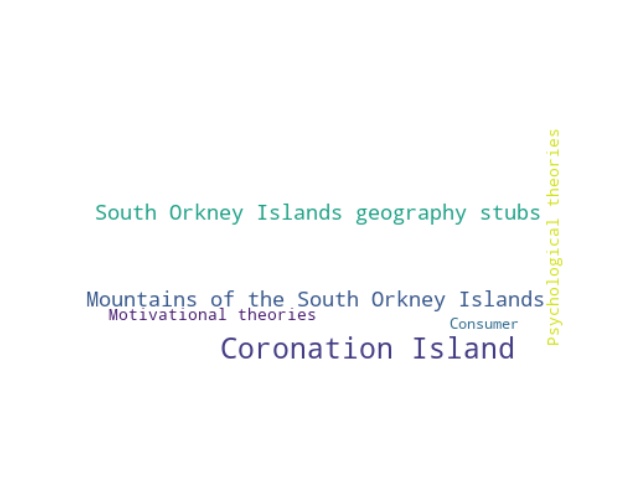 Psychological theories
South Orkney Islands geography stubs
Mountains of the South Orkney Islands
Motivational theories
Consumer
Coronation Island